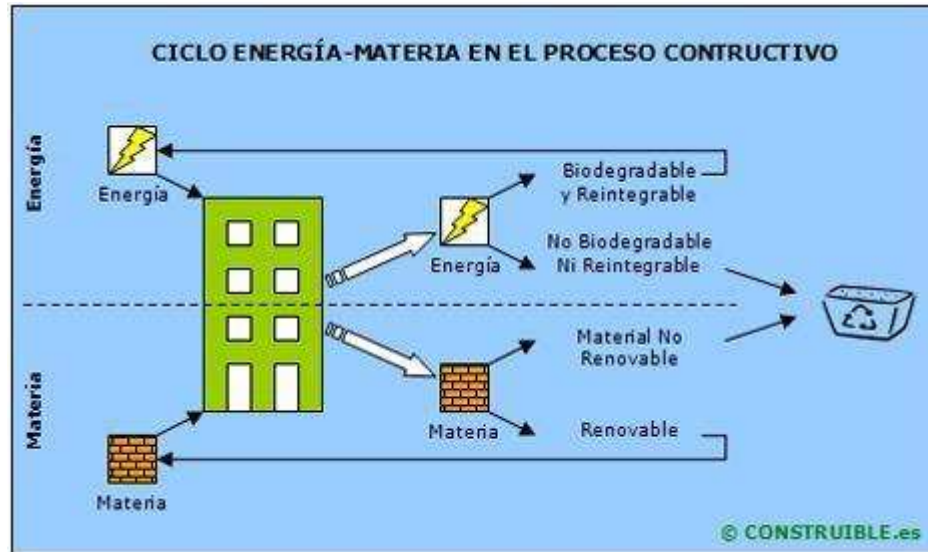 CICLO ENERGÍA-MATERIA EN EL PROCESO CONTRUCTIVO
Energía
Energía
Biodegradable
y Reintegrable
Energía
No Biodegradable
Ni Reintegrable
Materia
Materia
Material No
Renovable
Materia
Renovable
© CONSTRUIBLE.es